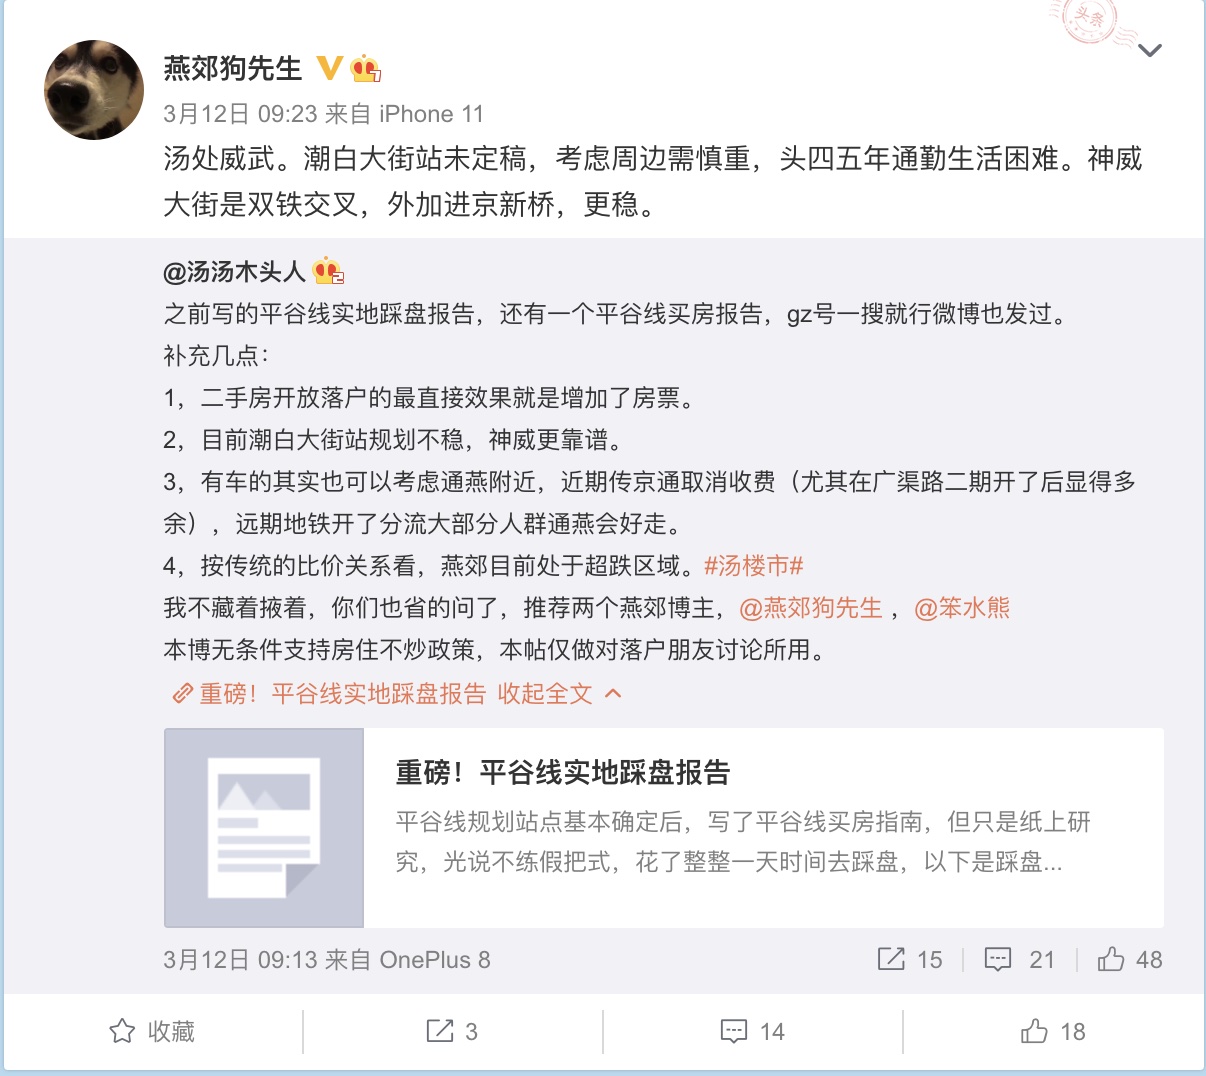 头条
燕郊狗先生
3月12日 09:23 来自 iPhone 11
汤处威武。潮白大街站未定稿，考虑周边需慎重，头四五年通勤生活困难。神威
大街是双铁交叉，外加进京新桥，更稳。
@汤汤木头人
之前写的平谷线实地踩盘报告，还有一个平谷线买房报告，gz号一搜就行微博也发过。
补充几点：
1，二手房开放落户的最直接效果就是增加了房票。
2，目前潮白大街站规划不稳，神威更靠谱。
3，有车的其实也可以考虑通燕附近，近期传京通取消收费（尤其在广渠路二期开了后显得多
余），远期地铁开了分流大部分人群通燕会好走。
4，按传统的比价关系看，燕郊目前处于超跌区域。#汤楼市#
我不藏着掖着，你们也省的问了，推荐两个燕郊博主，@燕郊狗先生 ，@笨水熊
本博无条件支持房住不炒政策，本帖仅做对落户朋友讨论所用。
重磅！平谷线实地踩盘报告 收起全文
重磅！平谷线实地踩盘报告
平谷线规划站点基本确定后，写了平谷线买房指南，但只是纸上研
究，光说不练假把式，花了整整一天时间去踩盘，以下是踩盘...
3月12日 09:13 来自 OnePlus 8 15 21 48
收藏 3 14 18